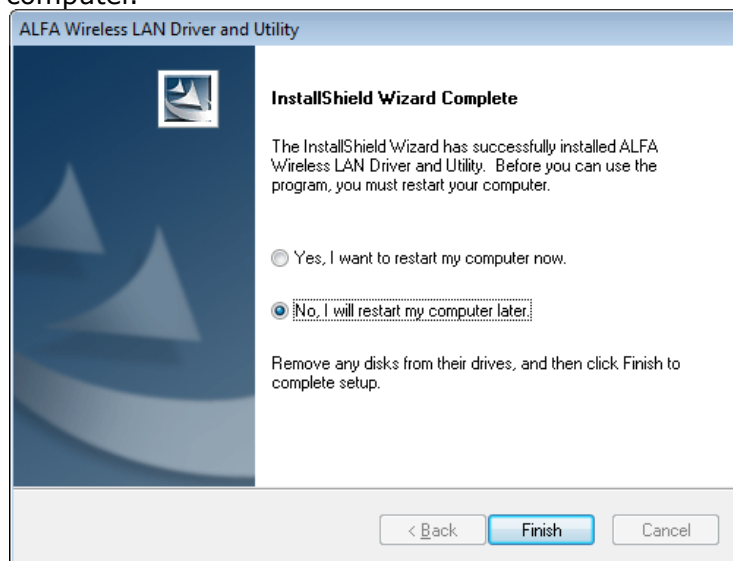 computer.
ALFA Wireless LAN Driver and Utility
InstallShield Wizard Complete
The InstallShield Wizard has successfully installed ALFA
Wireless LAN Driver and Utility. Before you can use the
program, you must restart your computer.
Yes, I want to restart my computer now.
No, I will restart my computer later.
Remove any disks from their drives, and then click Finish to
complete setup.
< Back Finish Cancel